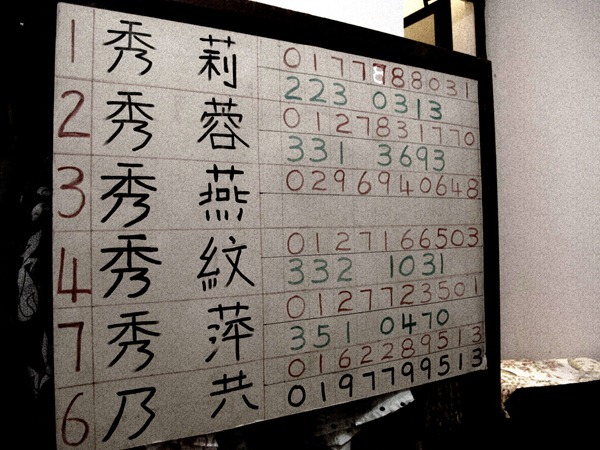 1 秀 莉 0177788031
223 0313
2 秀 蓉 0127831770
331 3693
3 秀 燕 0296940648
4 秀 紋 0127166503
332 1031
7 秀 萍 0127723501
351 0470
0162289513
6 乃 共 0197799513